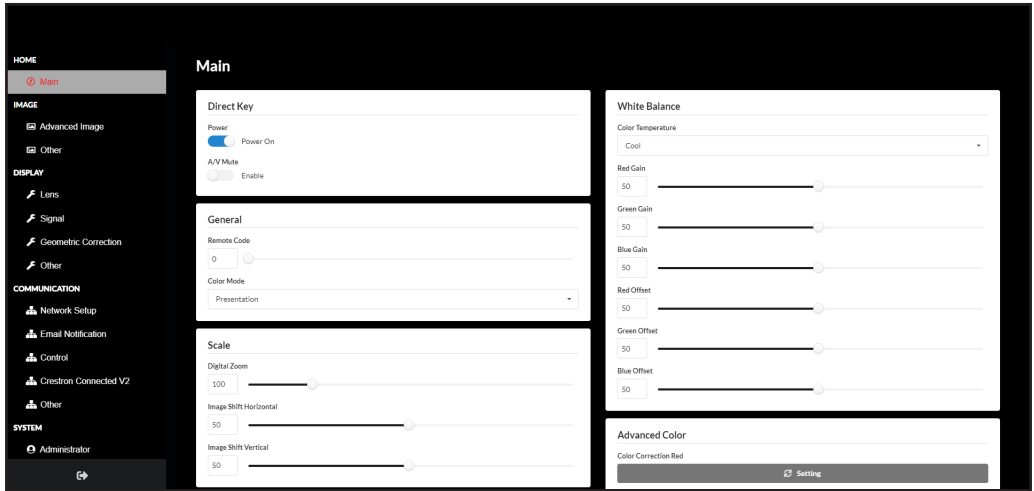 HOME
Main
IMAGE
Advanced Image
Other
DISPLAY
Lens
Signal
Geometric Correction
Other
COMMUNICATION
Network Setup
Email Notification
Control
Crestron Connected V2
Other
SYSTEM
Administrator
Main
Direct Key
Power
Power On
A/V Mute
Enable
General
Remote Code
0
Color Mode
Presentation
Scale
Digital Zoom
100
Image Shift Horizontal
50
Image Shift Vertical
50
White Balance
Color Temperature
Cool
Red Gain
50
Green Gain
50
Blue Gain
50
Red Offset
50
Green Offset
50
Blue Offset
50
Advanced Color
Color Correction Red
Setting